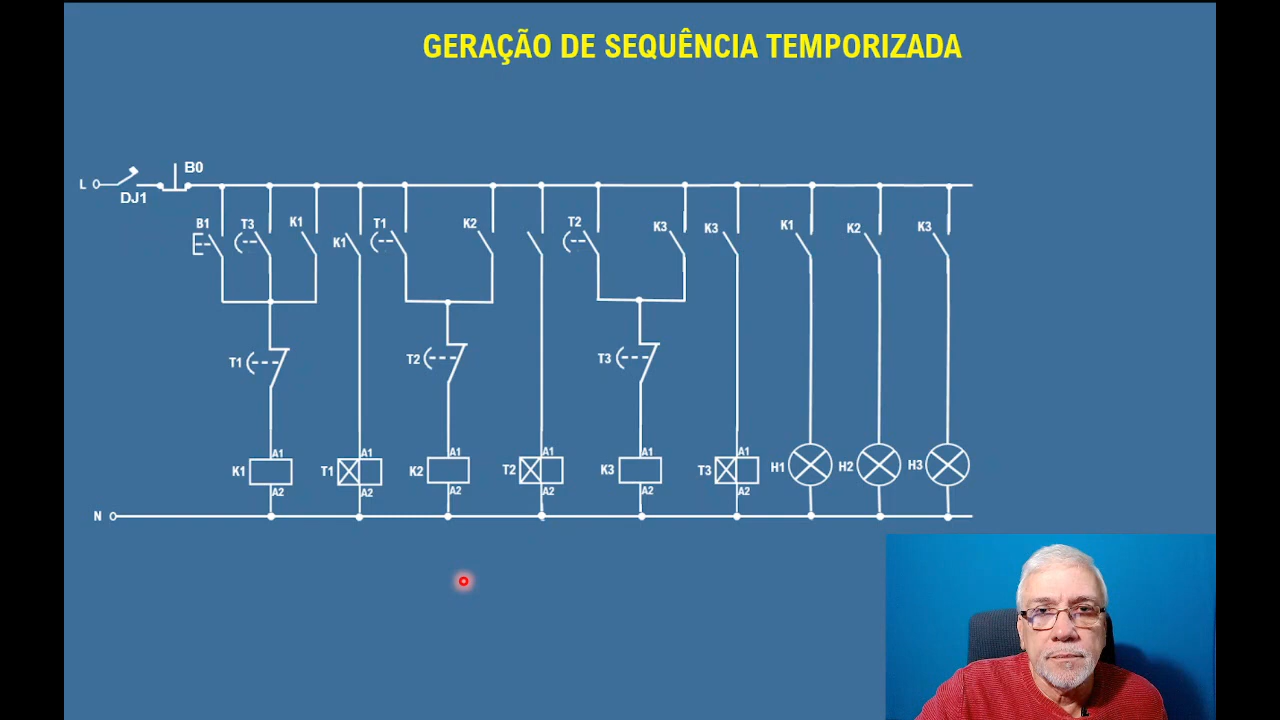 GERAÇÃO DE SEQUÊNCIA TEMPORIZADA
B0
L
DJ1
B1 T3 K1 K1 T1 K2 T2 K3 K3 K1 K2 K3
T1 T2 T3
A1 A1 A1 A1 A1 A1
K1 T1 K2 T2 K3 T3 H1 H2 H3
A2 A2 A2 A2 A2 A2
N